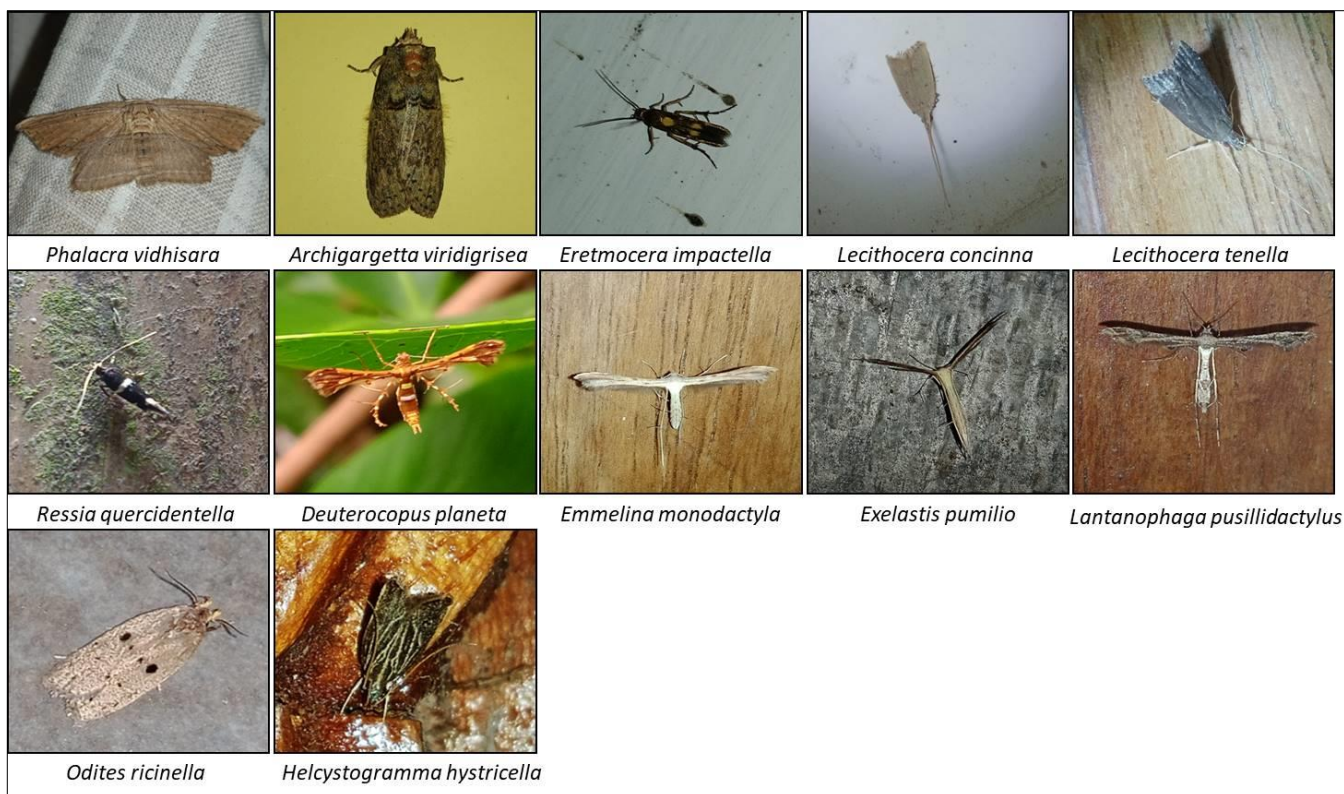 Phalacra vidhisara
Archigargetta viridigrisea
Eretmocera impactella
Lecithocera concinna
Lecithocera tenella
Ressia quercidentella
Deuterocopus planeta
Emmelina monodactyla
Exelastis pumilio
Lantanophaga pusillidactylus
Odites ricinella
Helcystogramma hystricella